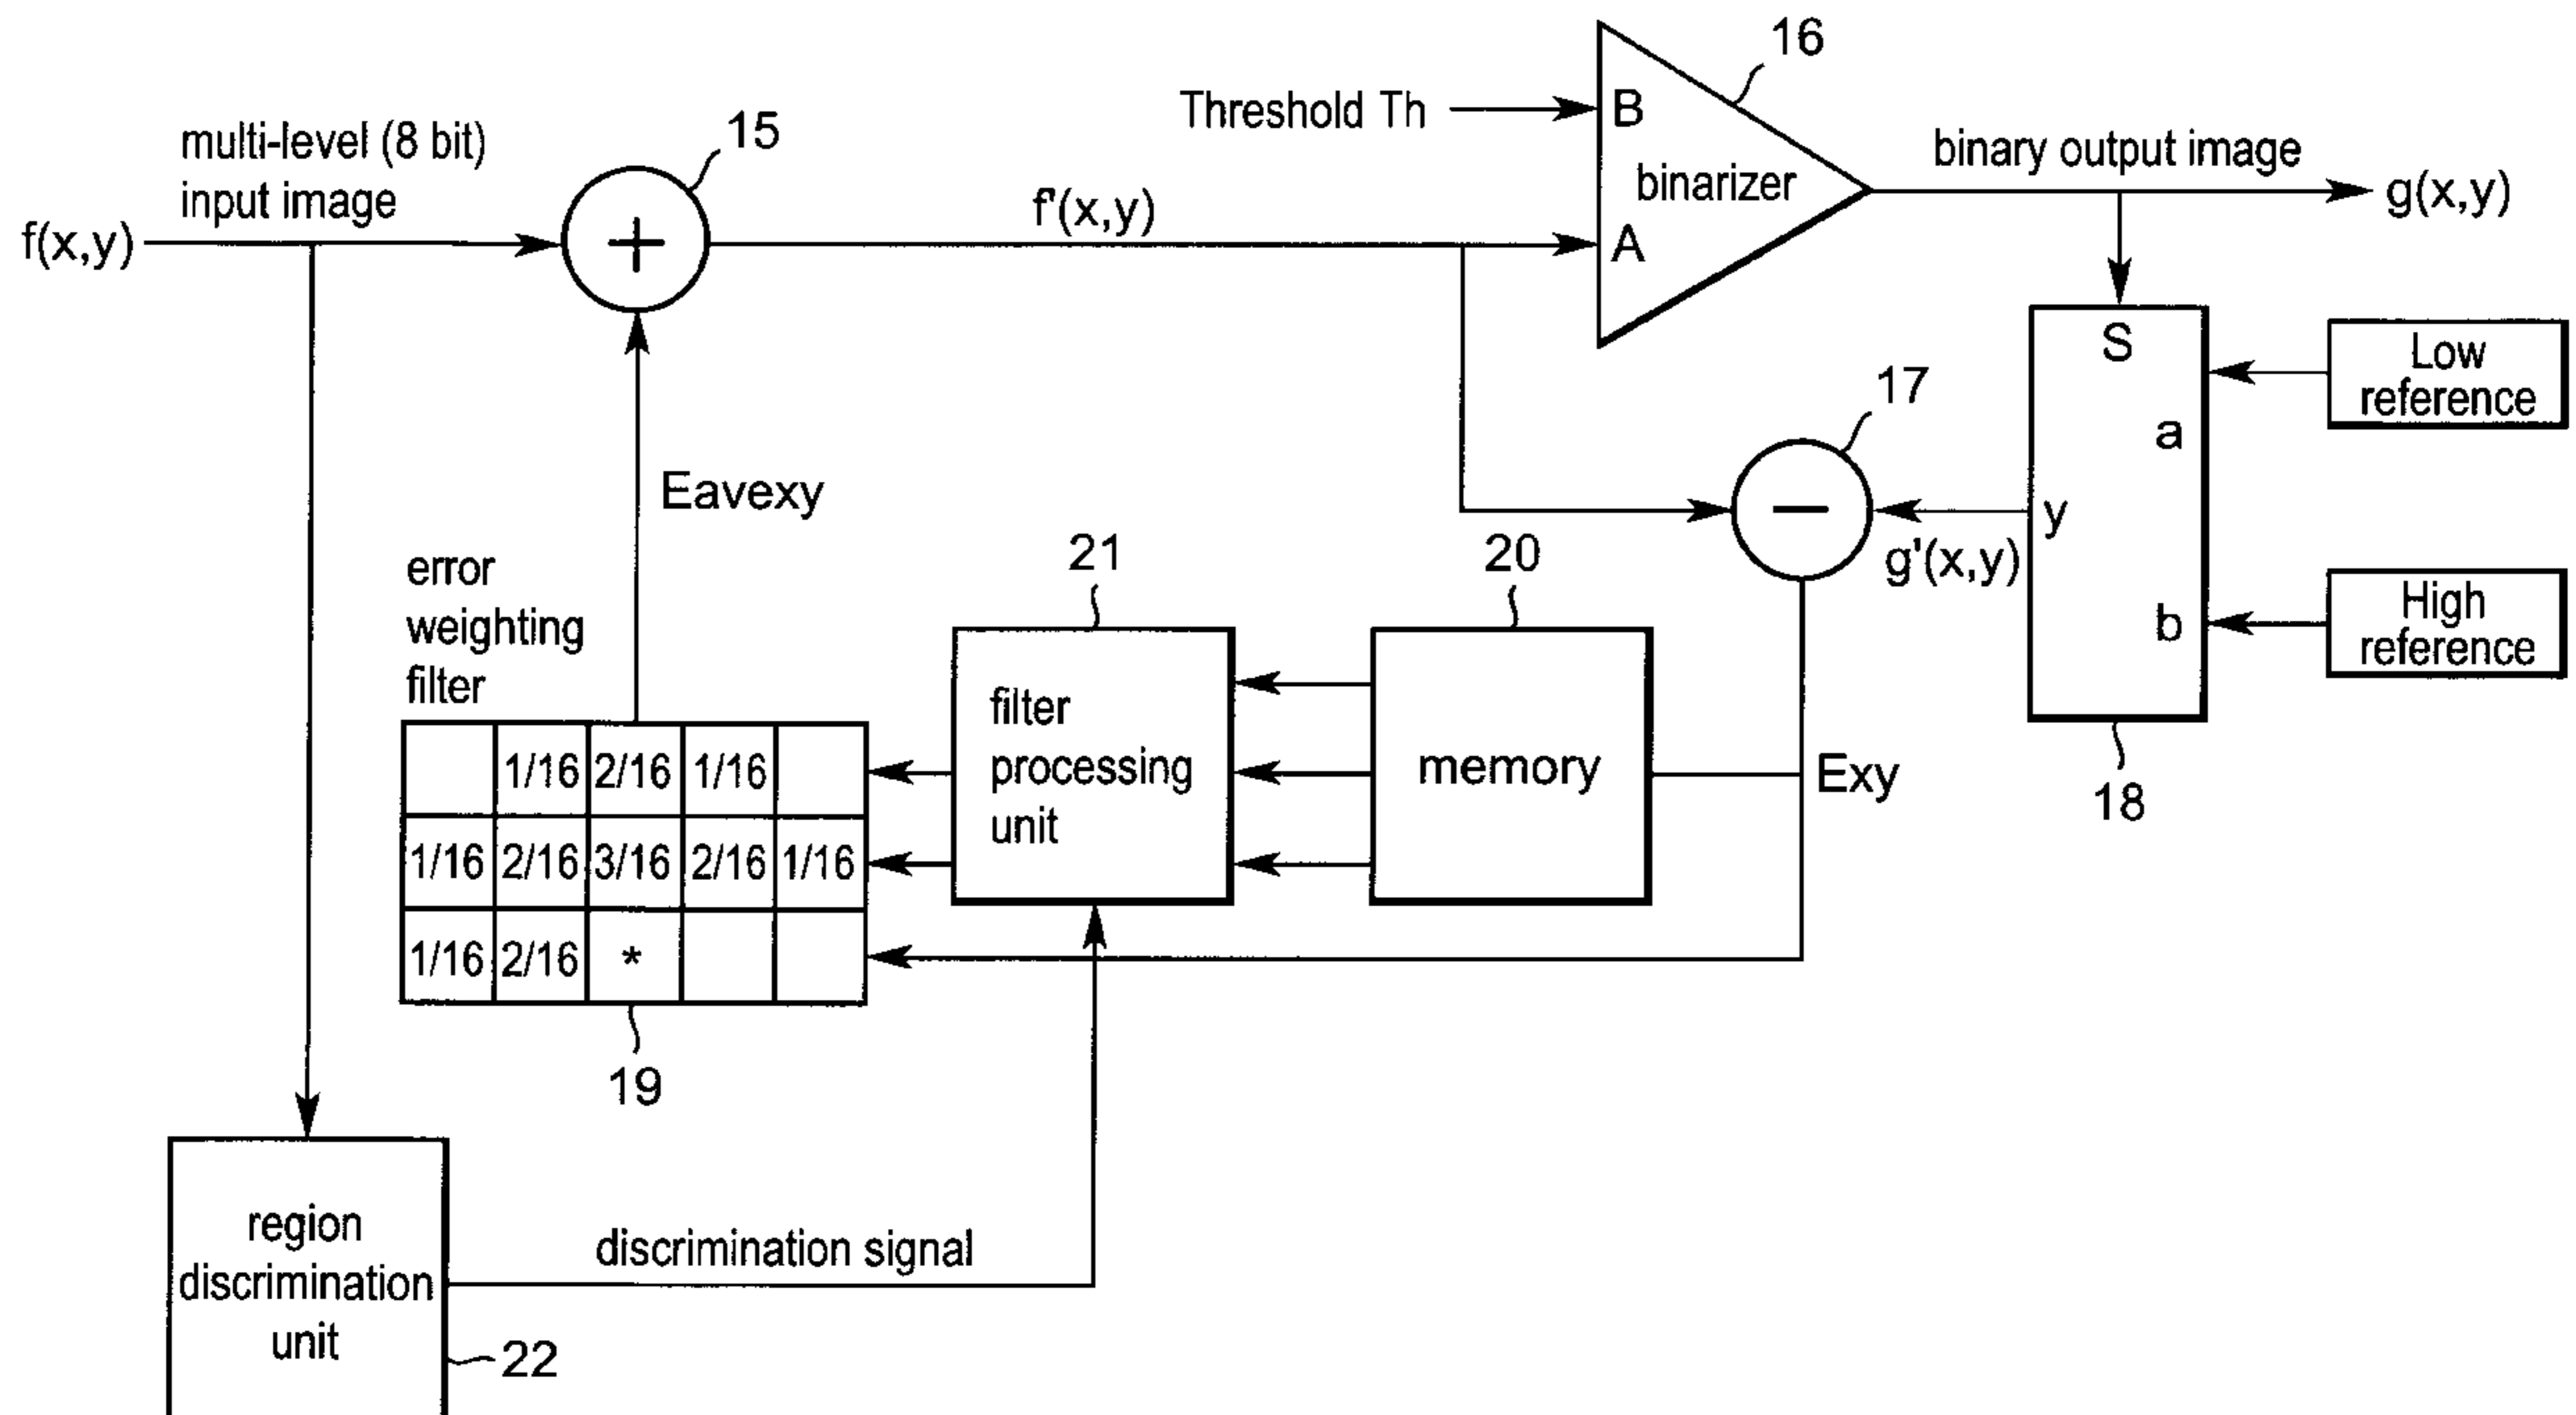 16
Threshold Th
B
15
multi-level (8 bit)
input image
binary output image
binarizer
f(x,y)
+
f'(x,y)
A
g(x,y)
S
Low
reference
17
a
Eavexy
−
y
g'(x,y)
error
weighting
filter
21
20
High
reference
b
filter
processing
unit
memory
Exy
18
1/16 2/16 1/16
1/16 2/16 3/16 2/16 1/16
1/16 2/16 *
19
region
discrimination
unit
discrimination signal
22